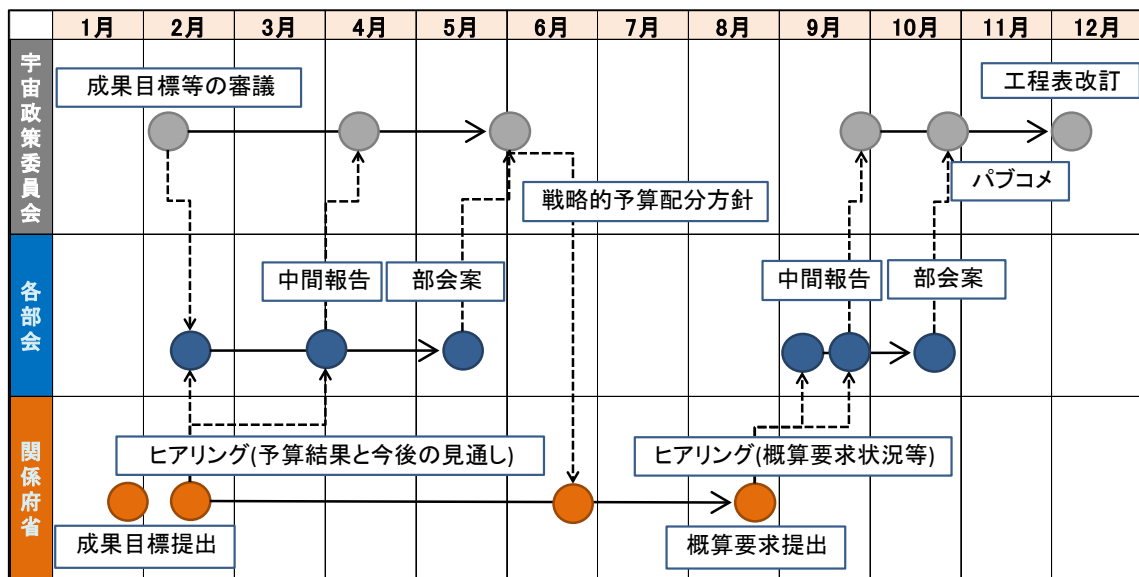 1月 2月 3月 4月 5月 6月 7月 8月 9月 10月 11月 12月
宇宙政策委員会
成果目標等の審議
工程表改訂
パブコメ
戦略的予算配分方針
各部会
中間報告
部会案
中間報告
部会案
関係府省
ヒアリング(予算結果と今後の見通し)
ヒアリング(概算要求状況等)
成果目標提出
概算要求提出